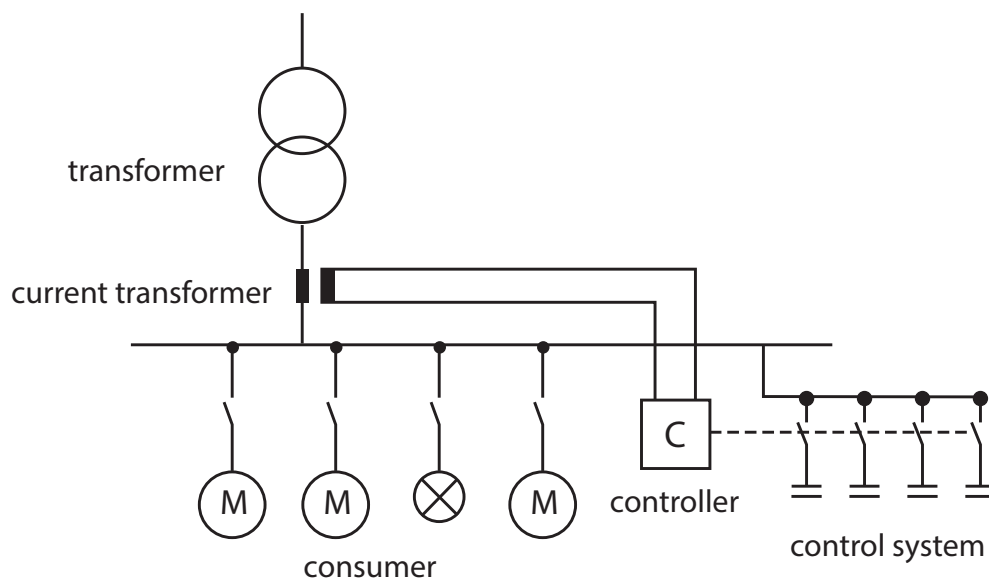 transformer
current transformer
C
M M M
controller
control system
consumer